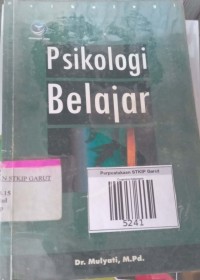 Psikologi
Belajar
N STKIP GARUT
Perpustakaan STKIP Garut
5241
Dr. Mulyati, M.Pd.